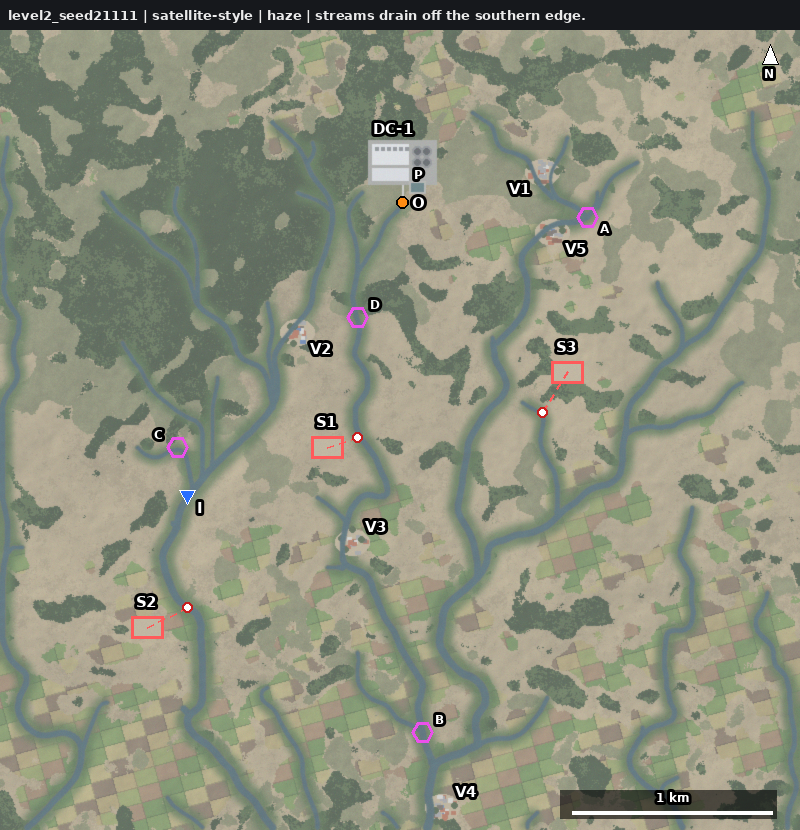 level2_seed21111 | satellite-style | haze | streams drain off the southern edge.
N
DC-1
P
V1
O
A
V5
D
V2
S3
S1
C
I
V3
S2
B
V4
1 km